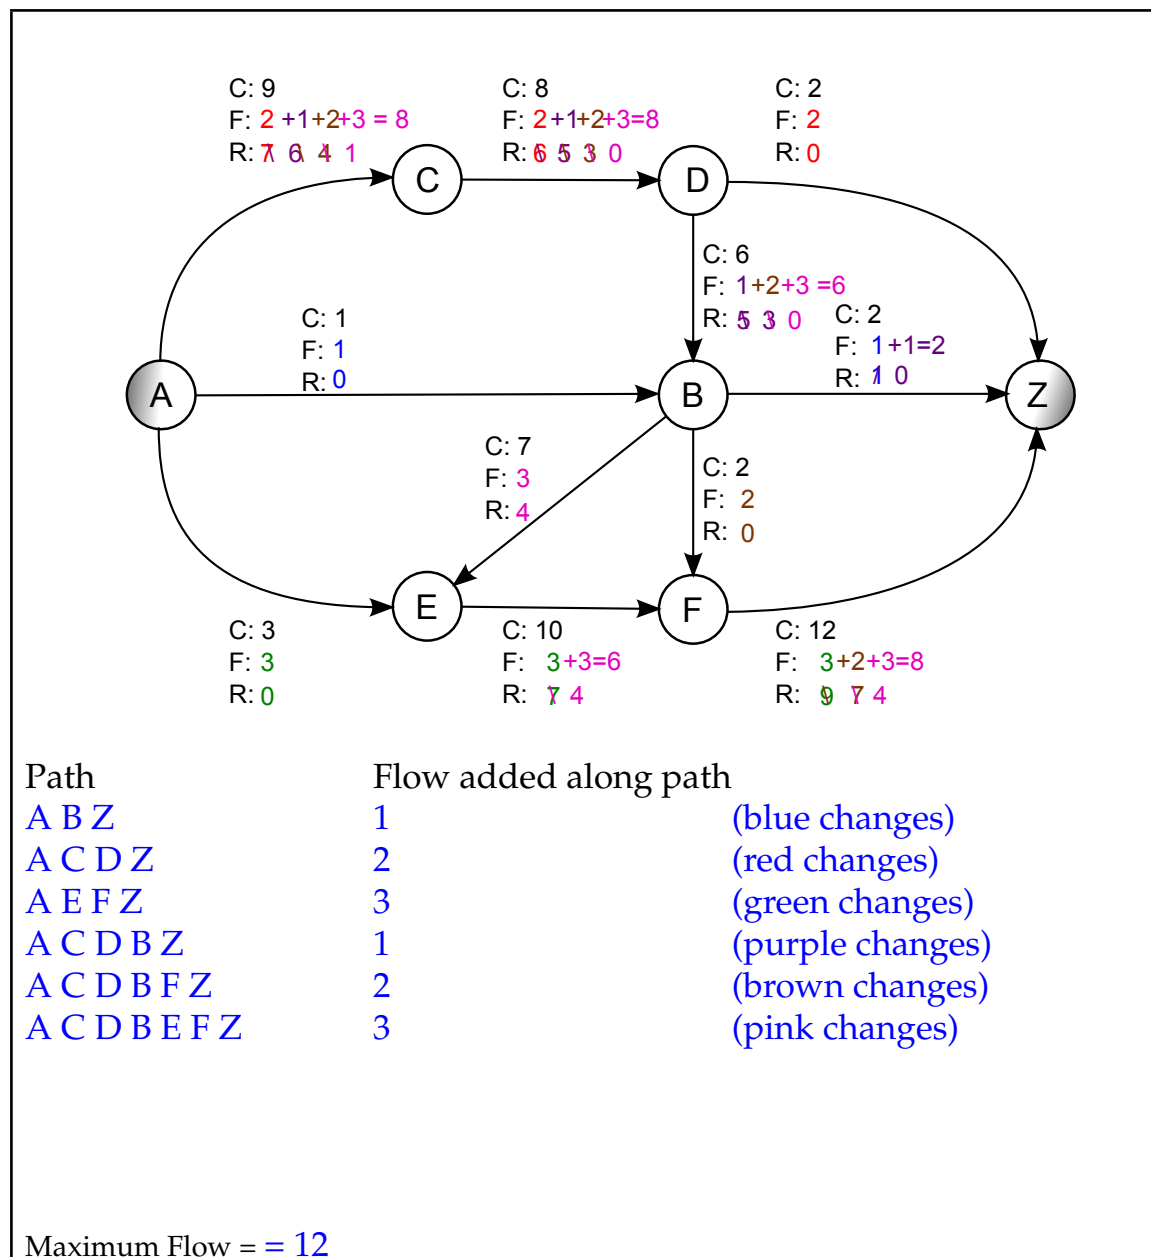 C: 9
F: 2 +1+2+3 = 8
R: 7 6 4 1
C: 8
F: 2+1+2+3=8
R: 6 5 3 0
C: 2
F: 2
R: 0
C
D
C: 6
F: 1+2+3 =6
R: 5 3 0
C: 1
F: 1
R: 0
C: 2
F: 1+1=2
R: 1 0
A
B
Z
C: 7
F: 3
R: 4
C: 2
F: 2
R: 0
E
F
C: 3
F: 3
R: 0
C: 10
F: 3+3=6
R: 7 4
C: 12
F: 3+2+3=8
R: 9 7 4
Path Flow added along path
A B Z 1 (blue changes)
A C D Z 2 (red changes)
A E F Z 3 (green changes)
A C D B Z 1 (purple changes)
A C D B F Z 2 (brown changes)
A C D B E F Z 3 (pink changes)
Maximum Flow = = 12